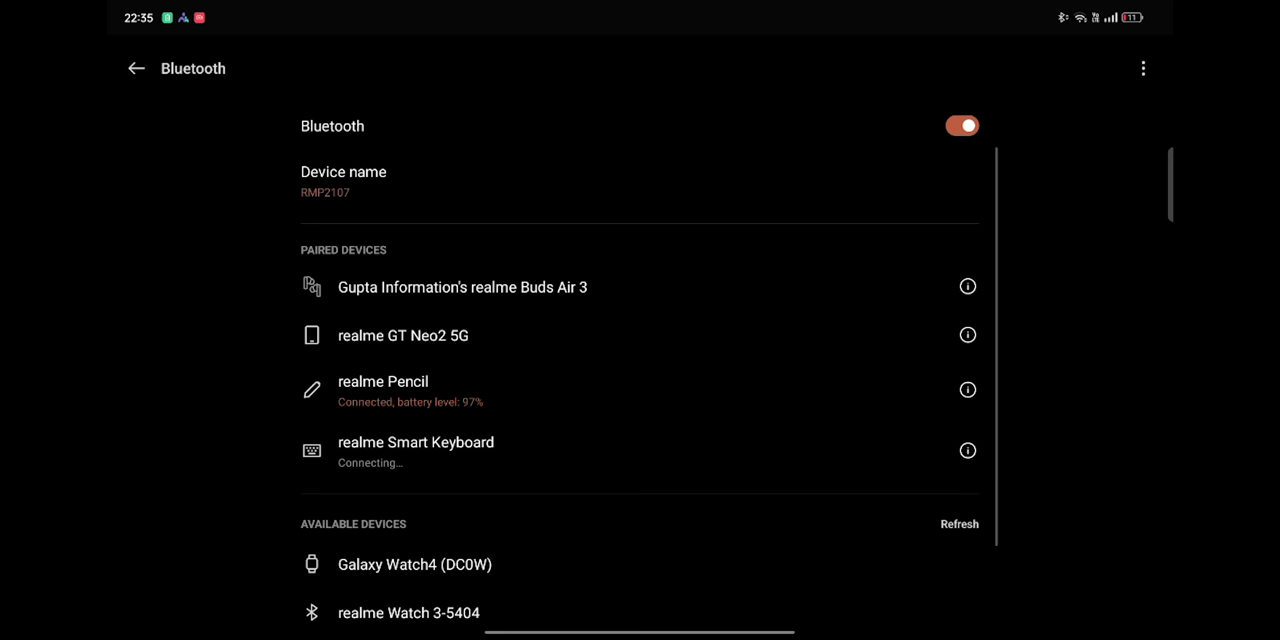 22:35
11
Bluetooth
Bluetooth
Device name
RMP2107
PAIRED DEVICES
Gupta Information's realme Buds Air 3
realme GT Neo2 5G
realme Pencil
Connected, battery level: 97%
realme Smart Keyboard
Connecting...
AVAILABLE DEVICES
Refresh
Galaxy Watch4 (DC0W)
realme Watch 3-5404